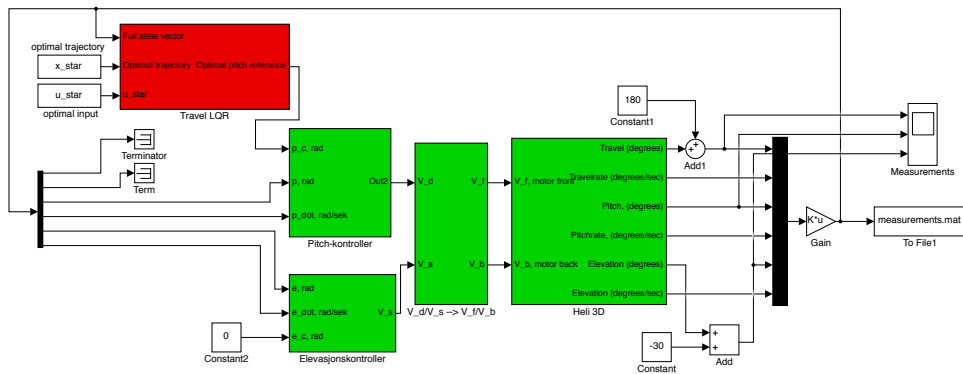 optimal trajectory
x_star
u_star
optimal input
Full state vector
Optimal trajectory
Optimal pitch reference
u_star
Travel LQR
Terminator
Term
p_c, rad
p, rad
p_dot, rad/sek
Out2
Pitch-kontroller
e, rad
e_dot, rad/sek
e_c, rad
V_s
Elevasjonskontroller
0
Constant2
V_d
V_f
V_s
V_b
V_d/V_s --> V_f/V_b
V_f, motor front
V_b, motor back
Travel (degrees)
Travelrate (degrees/sec)
Pitch, (degrees)
Pitchrate, (degrees/sec)
Elevation (degrees)
Elevation (degrees/sec)
Heli 3D
180
Constant1
+
+
Add1
-30
Constant
+
+
Add
K*u
Gain
Measurements
measurements.mat
To File1